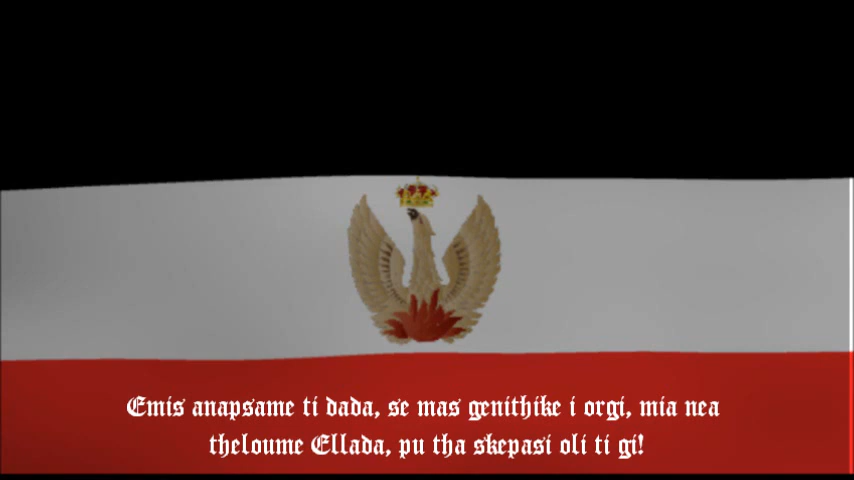 Emis anapsame ti dada, se mas genithike i orgi, mia nea
theloume Ellada, pu tha skepasi oli ti gi!